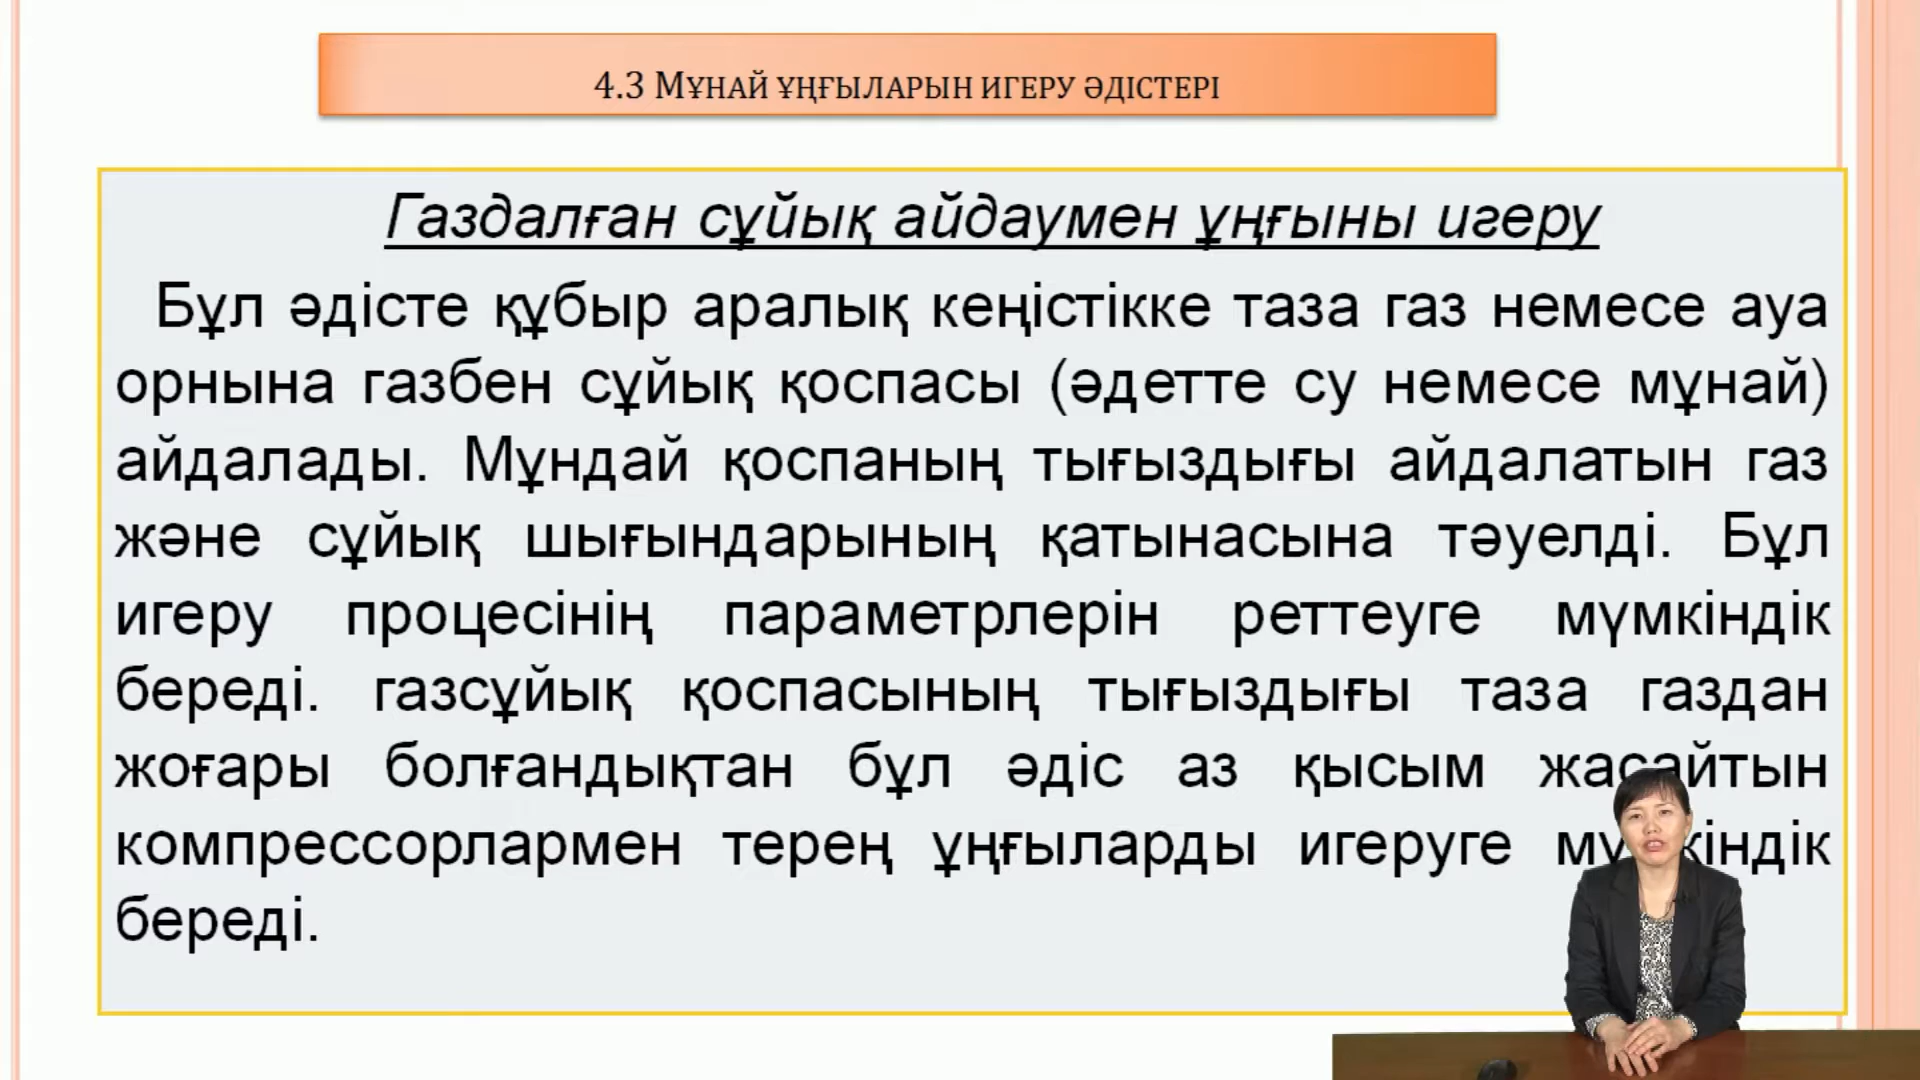 4.3 МҰНАЙ ҰҢҒЫЛАРЫН ИГЕРУ ӘДІСТЕРІ
Газдалған сұйық айдаумен ұңғыны игеру
Бұл әдісте құбыр аралық кеңістікке таза газ немесе ауа
орнына газбен сұйық қоспасы (әдетте су немесе мұнай)
айдалады. Мұндай қоспаның тығыздығы айдалатын газ
және сұйық шығындарының қатынасына тәуелді. Бұл
игеру процесінің параметрлерін реттеуге мүмкіндік
береді. газсұйық қоспасының тығыздығы таза газдан
жоғары болғандықтан бұл әдіс аз қысым жасайтын
компрессорлармен терең ұңғыларды игеруге мүмкіндік
береді.